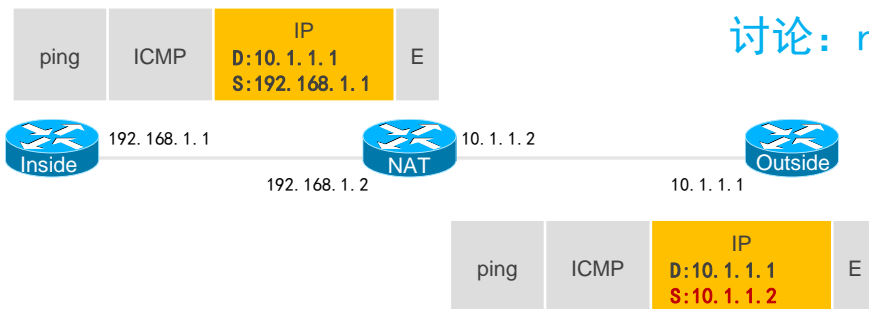 讨论：r
ping ICMP IP E
D:10.1.1.1
S:192.168.1.1
192.168.1.1 10.1.1.2
Inside NAT Outside
192.168.1.2 10.1.1.1
ping ICMP IP E
D:10.1.1.1
S:10.1.1.2